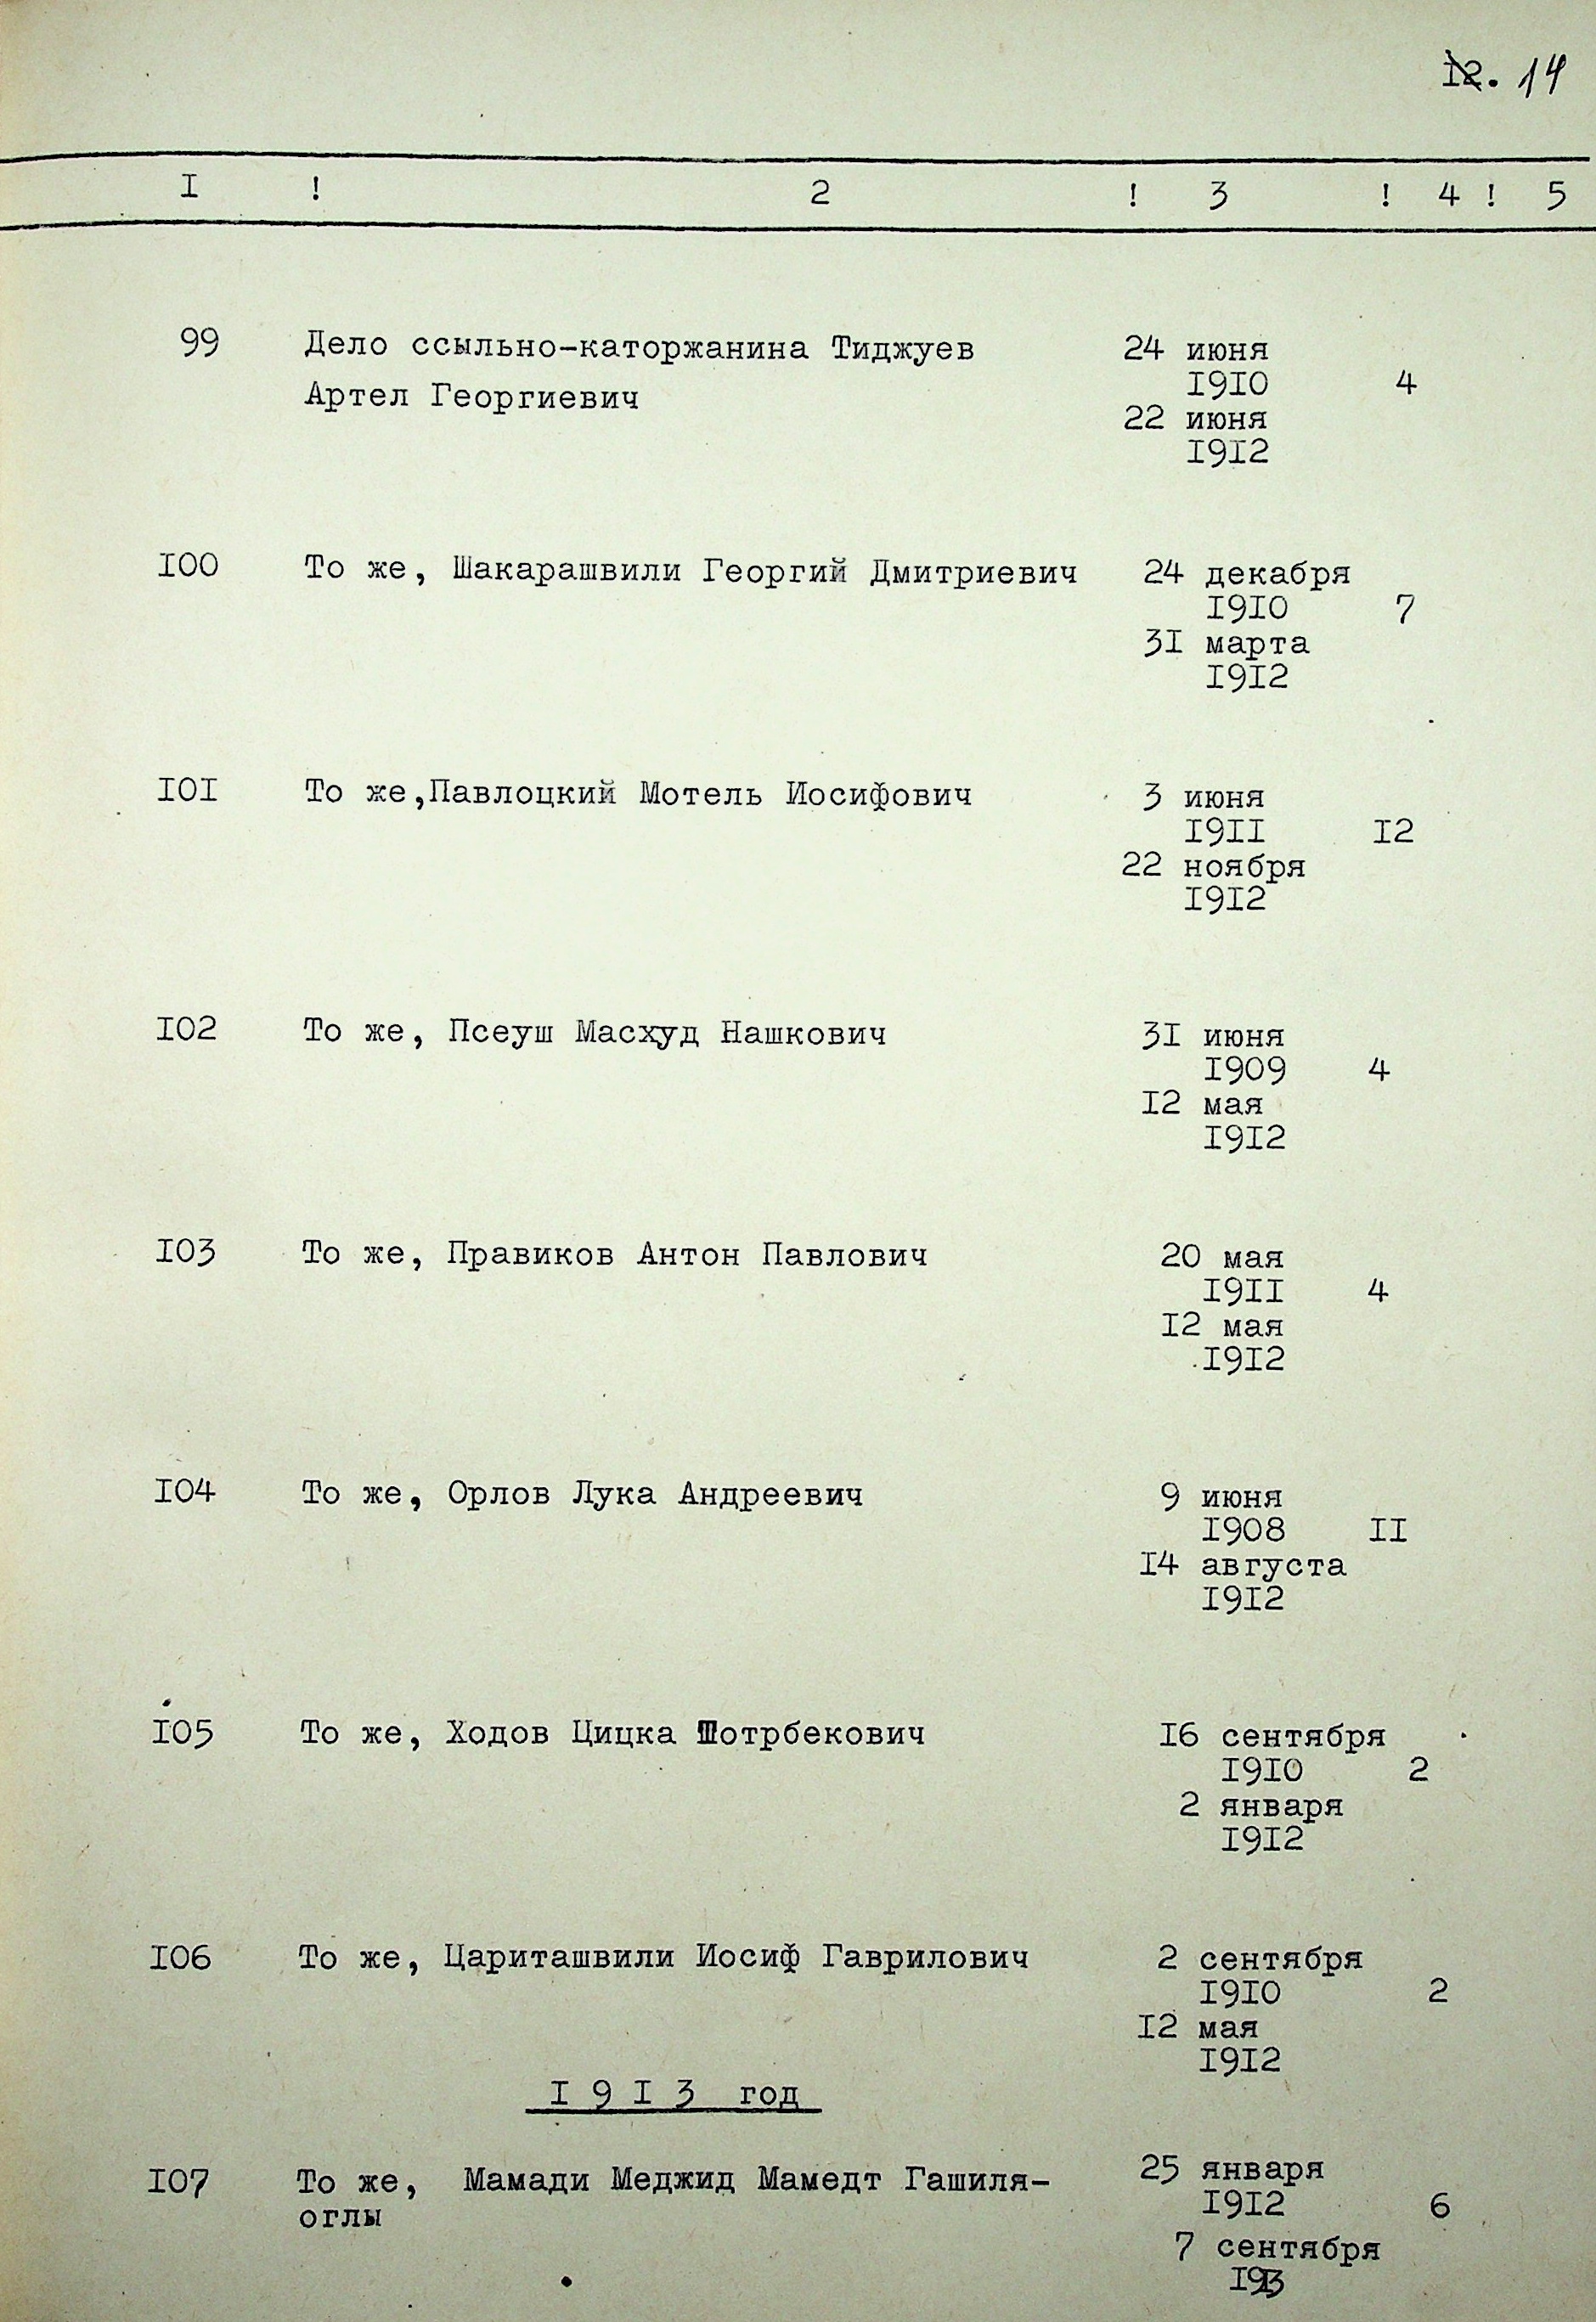 12. 14
I ! 2 ! 3 ! 4 ! 5
99 Дело ссыльно-каторжанина Тиджуев 24 июня
Артел Георгиевич 1910 4
22 июня
1912
100 То же, Шакарашвили Георгий Дмитриевич 24 декабря
1910 7
31 марта
1912
101 То же,Павлоцкий Мотель Иосифович 3 июня
1911 12
22 ноября
1912
102 То же, Псеуш Масхуд Нашкович 31 июня
1909 4
12 мая
1912
103 То же, Правиков Антон Павлович 20 мая
1911 4
12 мая
1912
104 То же, Орлов Лука Андреевич 9 июня
1908 11
14 августа
1912
105 То же, Ходов Цицка Потрбекович 16 сентября
1910 2
2 января
1912
106 То же, Цариташвили Иосиф Гаврилович 2 сентября
1910 2
12 мая
1912
1 9 1 3 год
107 То же, Мамади Меджид Мамедт Гашиля- 25 января
оглы 1912 6
7 сентября
1913